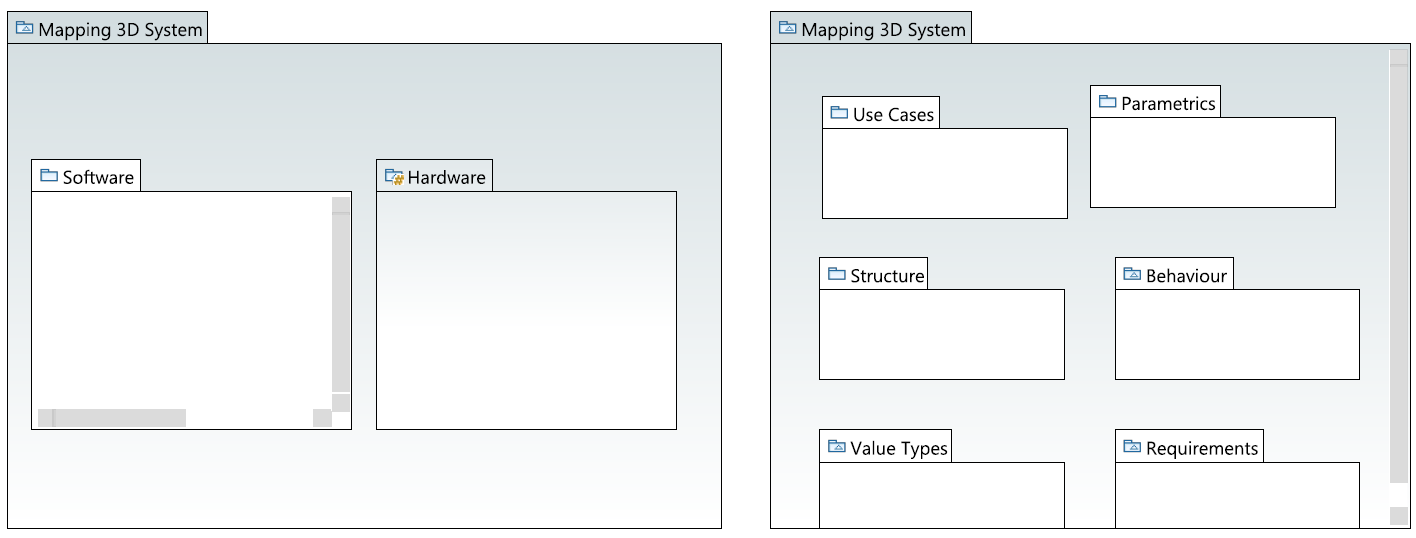 Mapping 3D System
Software
Hardware
Mapping 3D System
Use Cases
Parametrics
Structure
Behaviour
Value Types
Requirements